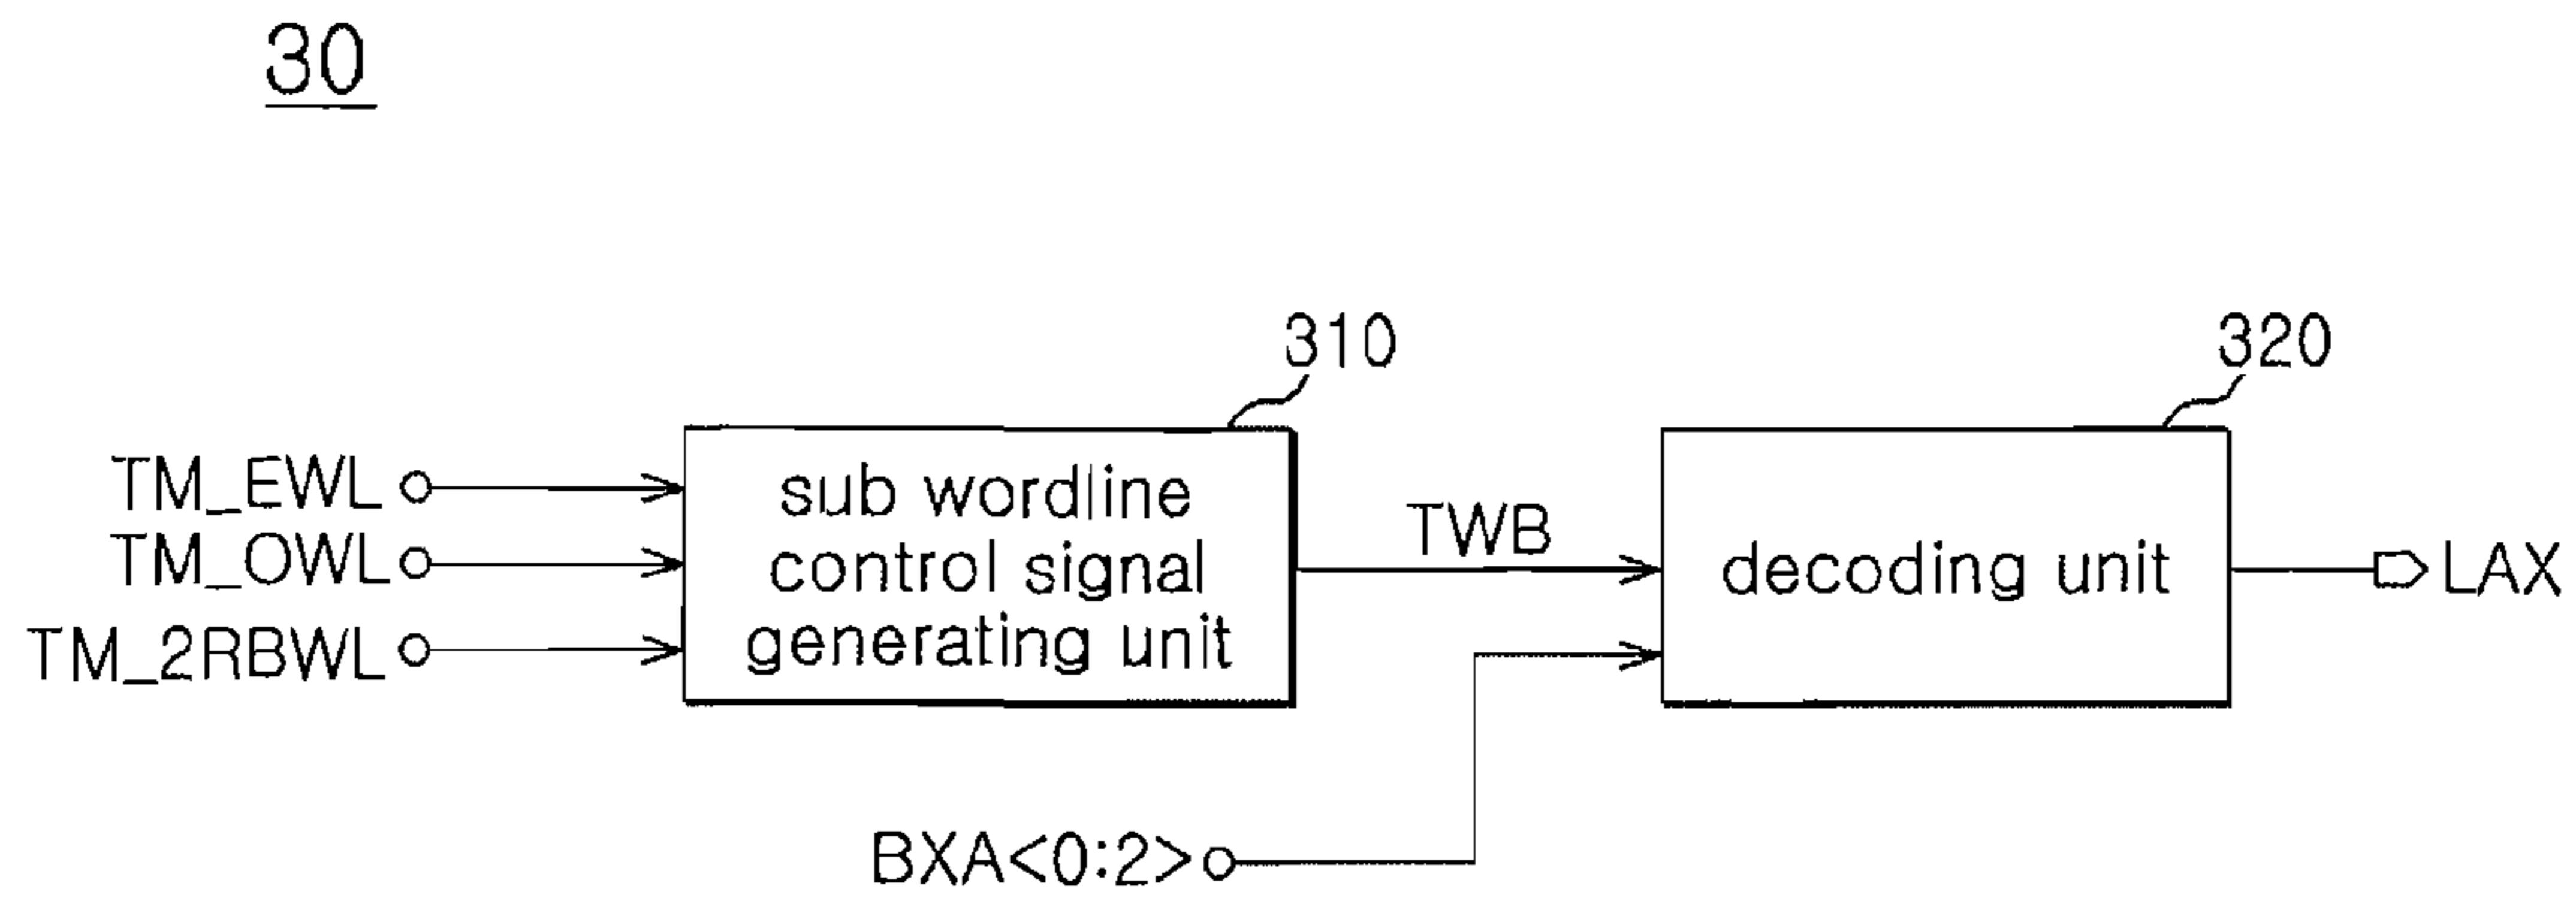 30
310
320
TM_EWL
TM_OWL
TM_2RBWL
sub wordline
control signal
generating unit
TWB
decoding unit
LAX
BXA<0:2>